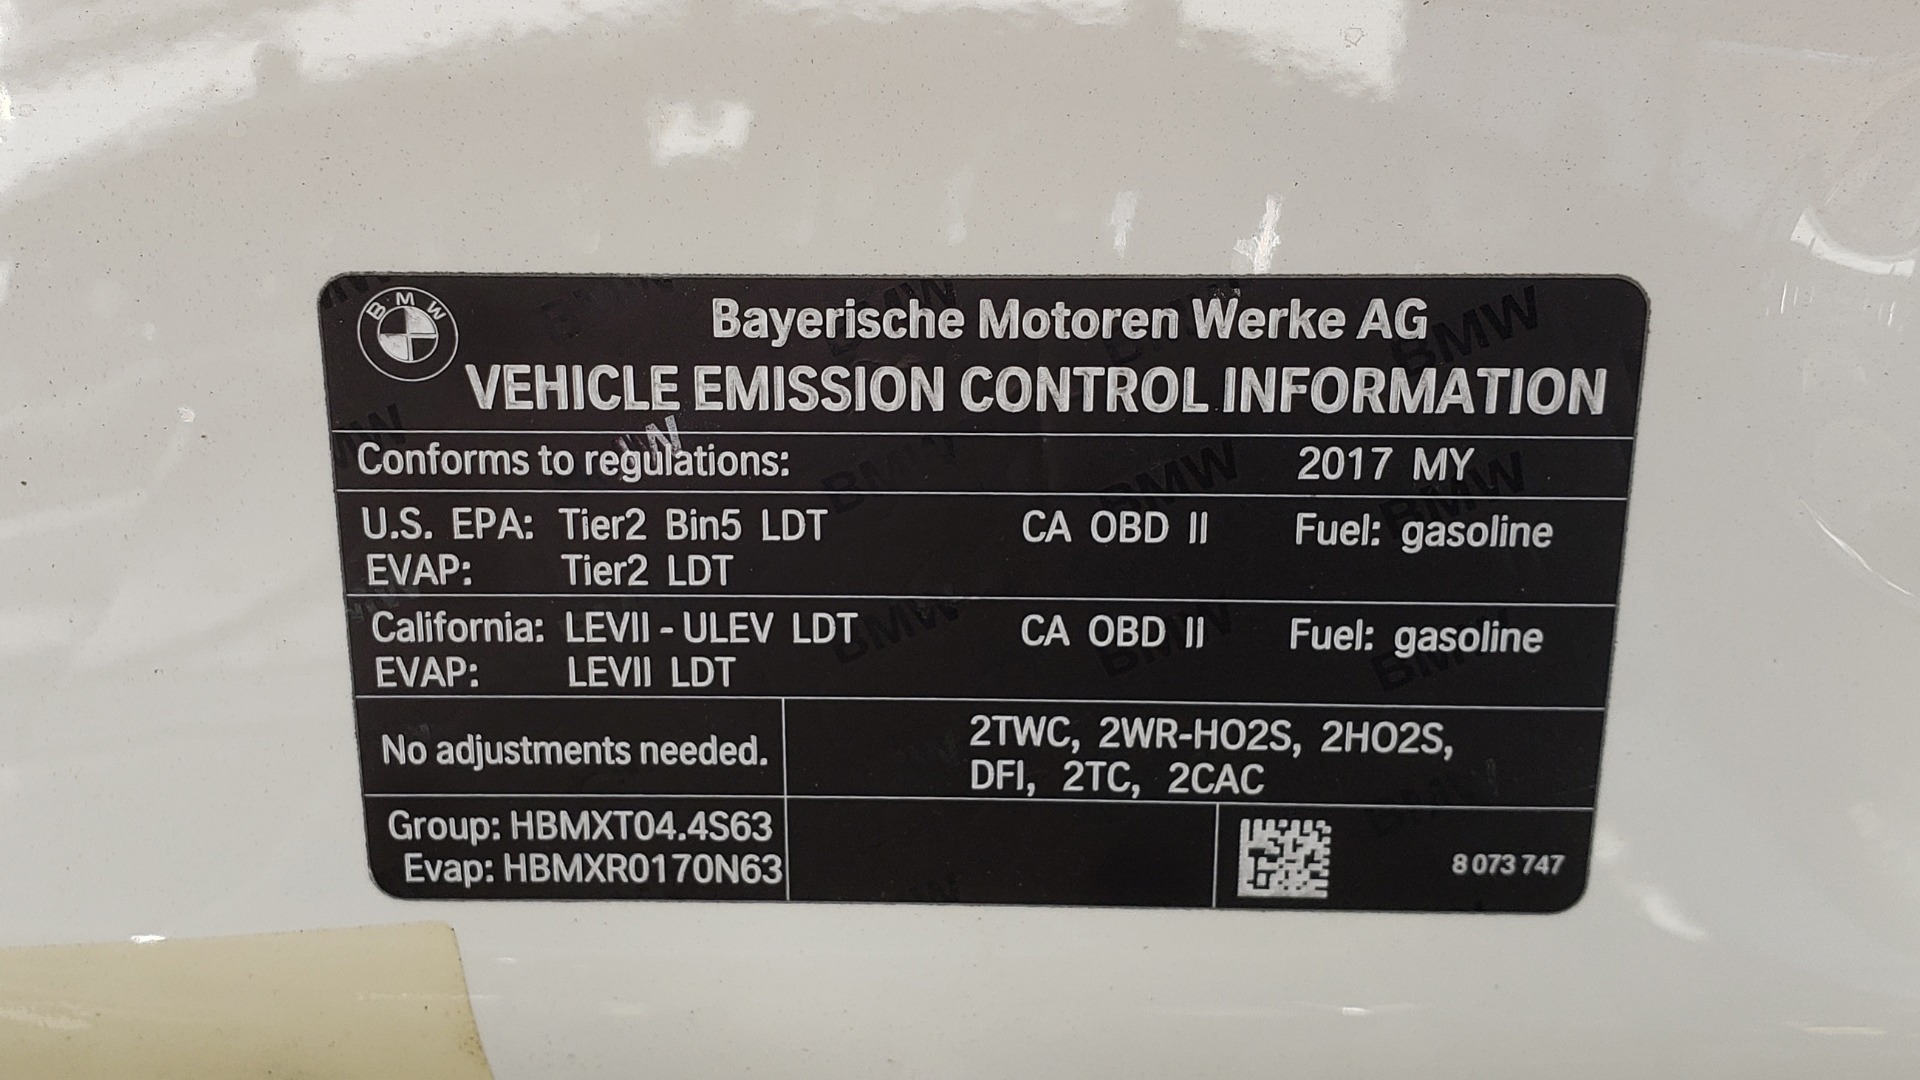 BMW
Bayerische Motoren Werke AG
VEHICLE EMISSION CONTROL INFORMATION
Conforms to regulations: 2017 MY
U.S. EPA: Tier2 Bin5 LDT CA OBD II Fuel: gasoline
EVAP: Tier2 LDT
California: LEVII - ULEV LDT CA OBD II Fuel: gasoline
EVAP: LEVII LDT
No adjustments needed.
2TWC, 2WR-HO2S, 2HO2S,
DFI, 2TC, 2CAC
Group: HBMXT04.4S63
Evap: HBMXR0170N63
8 073 747